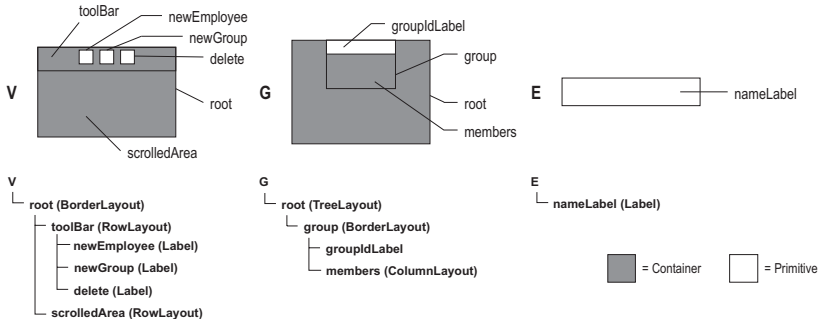 toolBar
newEmployee
newGroup
delete
root
scrolledArea
V
groupIdLabel
group
root
members
G
nameLabel
E
V
root (BorderLayout)
toolBar (RowLayout)
newEmployee (Label)
newGroup (Label)
delete (Label)
scrolledArea (RowLayout)
G
root (TreeLayout)
group (BorderLayout)
groupIdLabel
members (ColumnLayout)
E
nameLabel (Label)
= Container
= Primitive